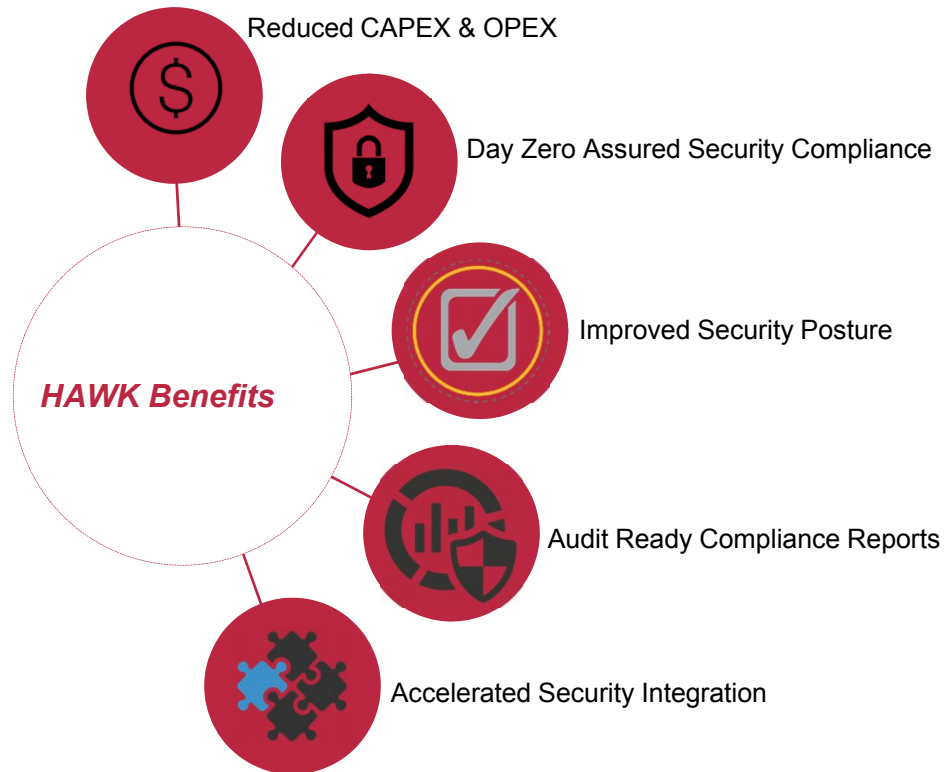 Reduced CAPEX & OPEX
Day Zero Assured Security Compliance
Improved Security Posture
HAWK Benefits
Audit Ready Compliance Reports
Accelerated Security Integration